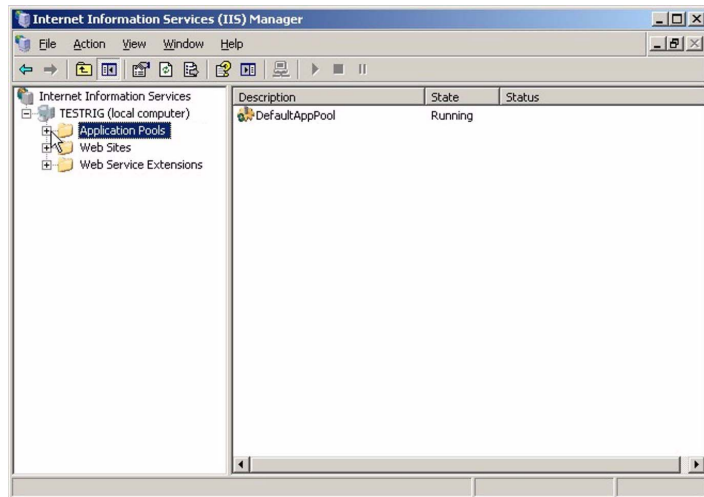 Internet Information Services (IIS) Manager
File Action View Window Help
Internet Information Services
TESTRIG (local computer)
Application Pools
Web Sites
Web Service Extensions
Description State Status
DefaultAppPool Running